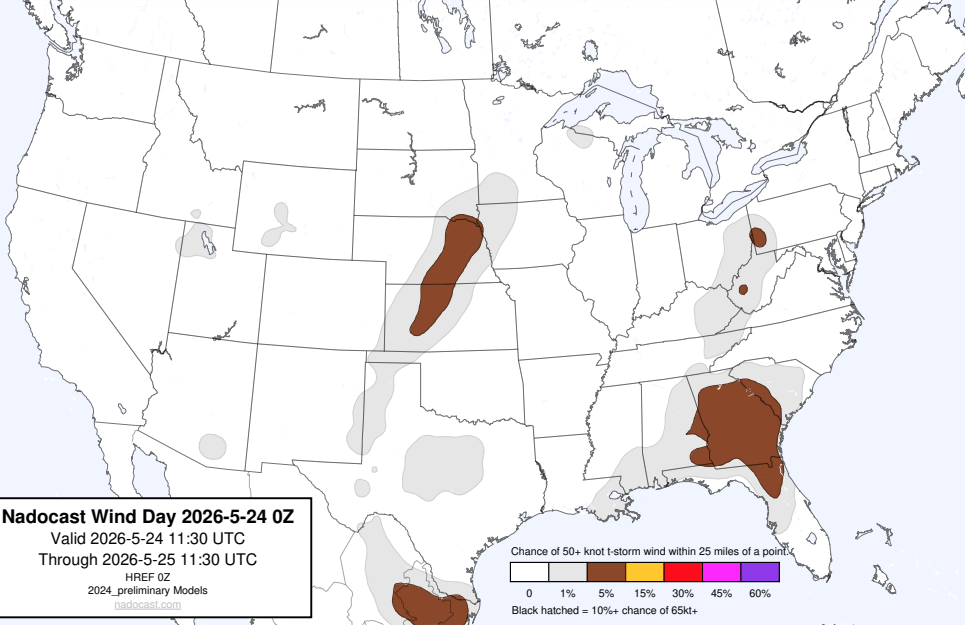 Nadocast Wind Day 2026-5-24 0Z
Valid 2026-5-24 11:30 UTC
Through 2026-5-25 11:30 UTC
HREF 0Z
2024_preliminary Models
nadocast.com
Chance of 50+ knot t-storm wind within 25 miles of a point.
0 1% 5% 15% 30% 45% 60%
Black hatched = 10%+ chance of 65kt+